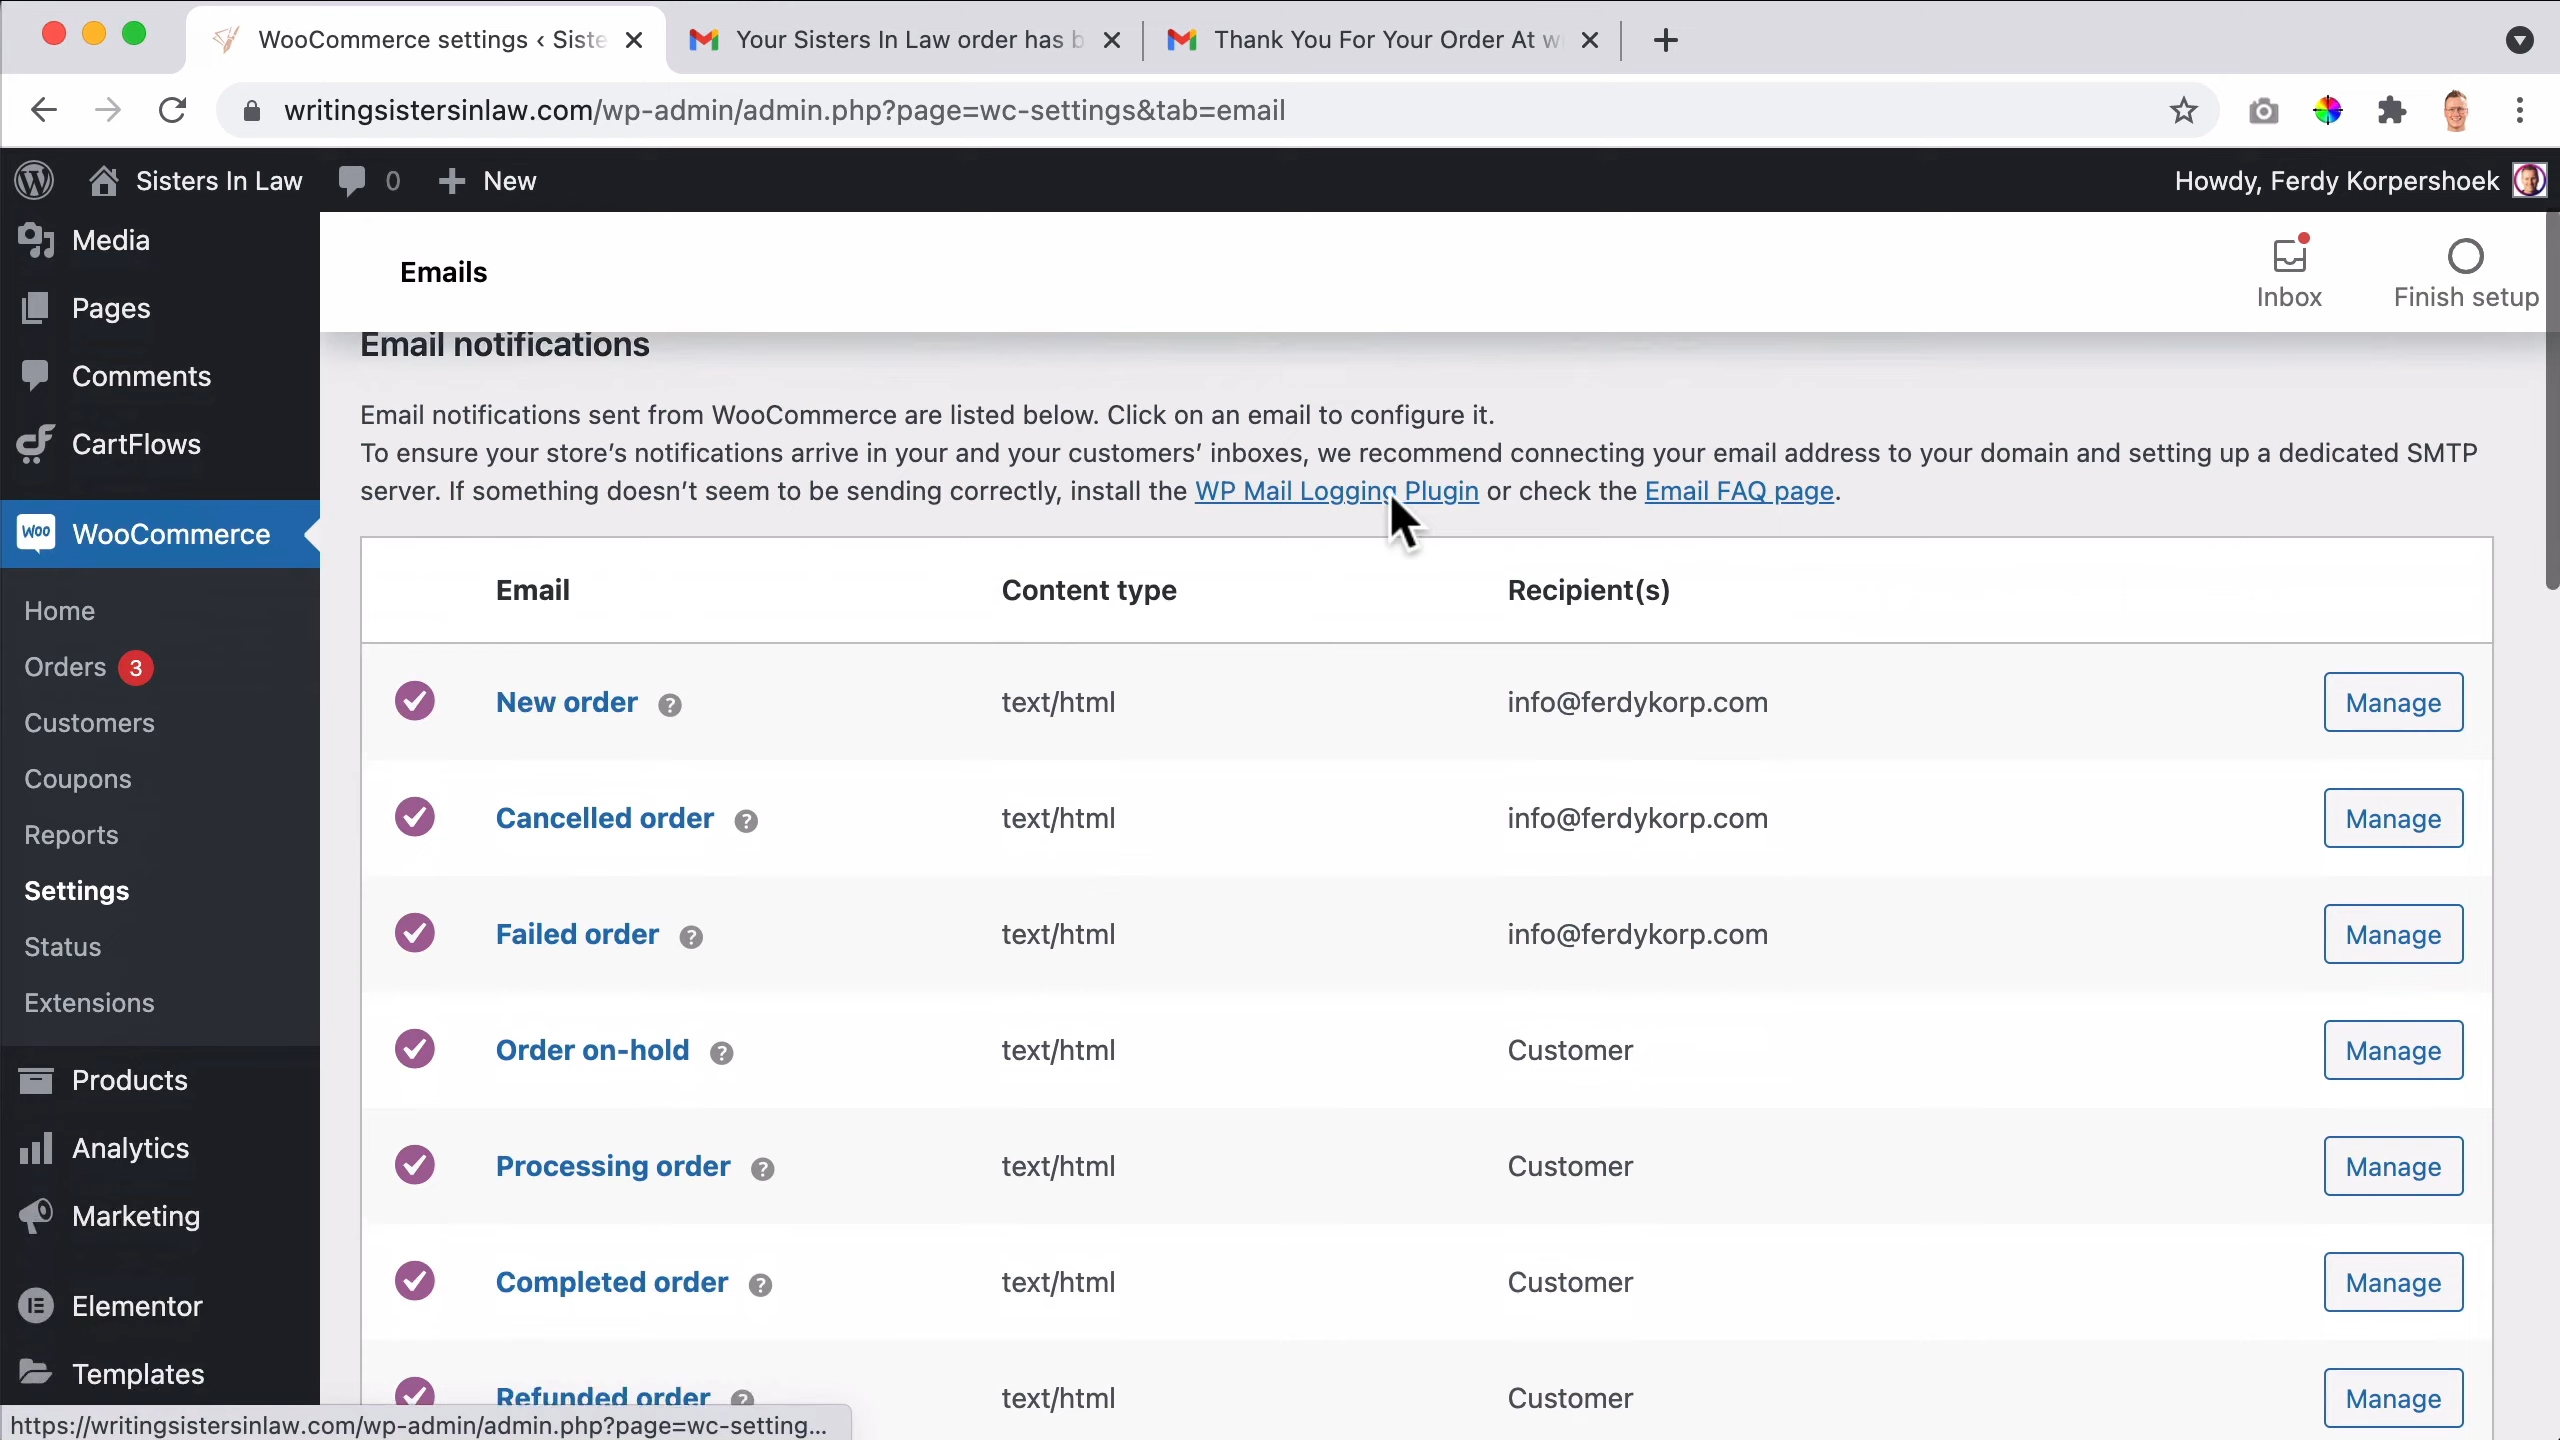 WooCommerce settings ‹ Siste
Your Sisters In Law order has b
Thank You For Your Order At w
writingsistersinlaw.com/wp-admin/admin.php?page=wc-settings&tab=email
Sisters In Law
0
New
Howdy, Ferdy Korpershoek
Media
Pages
Comments
CartFlows
Woo WooCommerce
Home
Orders 3
Customers
Coupons
Reports
Settings
Status
Extensions
Products
Analytics
Marketing
Elementor
Templates
Emails
Inbox
Finish setup
Email notifications
Email notifications sent from WooCommerce are listed below. Click on an email to configure it.
To ensure your store’s notifications arrive in your and your customers’ inboxes, we recommend connecting your email address to your domain and setting up a dedicated SMTP
server. If something doesn’t seem to be sending correctly, install the WP Mail Logging Plugin or check the Email FAQ page.
Email Content type Recipient(s)
New order ? text/html info@ferdykorp.com Manage
Cancelled order ? text/html info@ferdykorp.com Manage
Failed order ? text/html info@ferdykorp.com Manage
Order on-hold ? text/html Customer Manage
Processing order ? text/html Customer Manage
Completed order ? text/html Customer Manage
Refunded order ? text/html Customer Manage
https://writingsistersinlaw.com/wp-admin/admin.php?page=wc-setting...